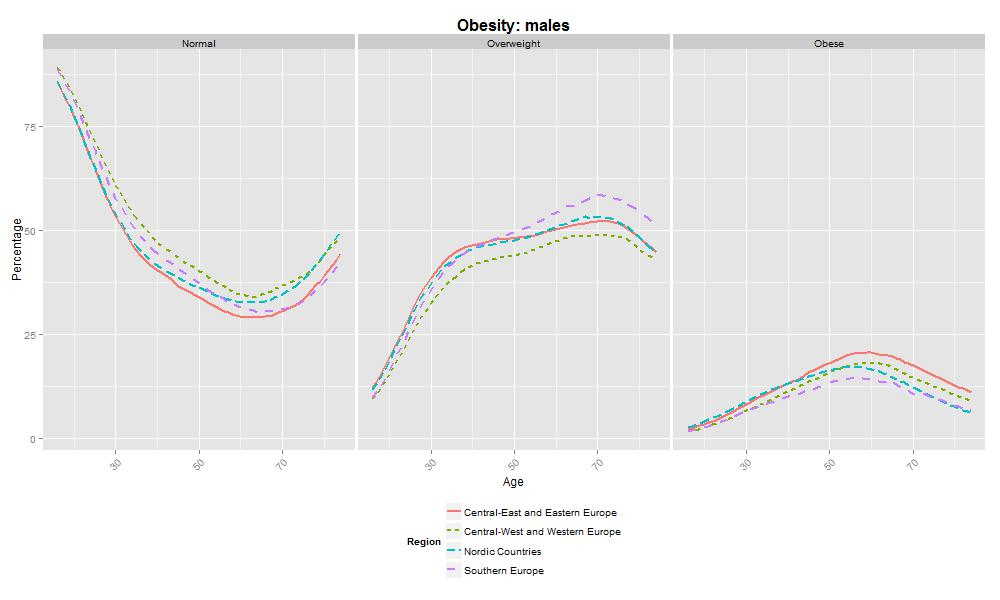 Obesity: males
Normal
Overweight
Obese
Percentage
75
50
25
0
30
50
70
30
50
70
30
50
70
Age
Region
Central-East and Eastern Europe
Central-West and Western Europe
Nordic Countries
Southern Europe